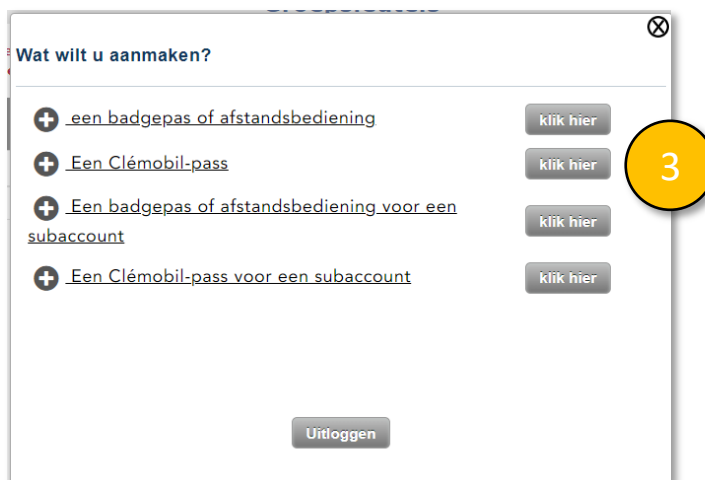 Wat wilt u aanmaken?
een badgepas of afstandsbediening
klik hier
Een Clémobil-pass
klik hier
3
Een badgepas of afstandsbediening voor een
subaccount
klik hier
Een Clémobil-pass voor een subaccount
klik hier
Uitloggen